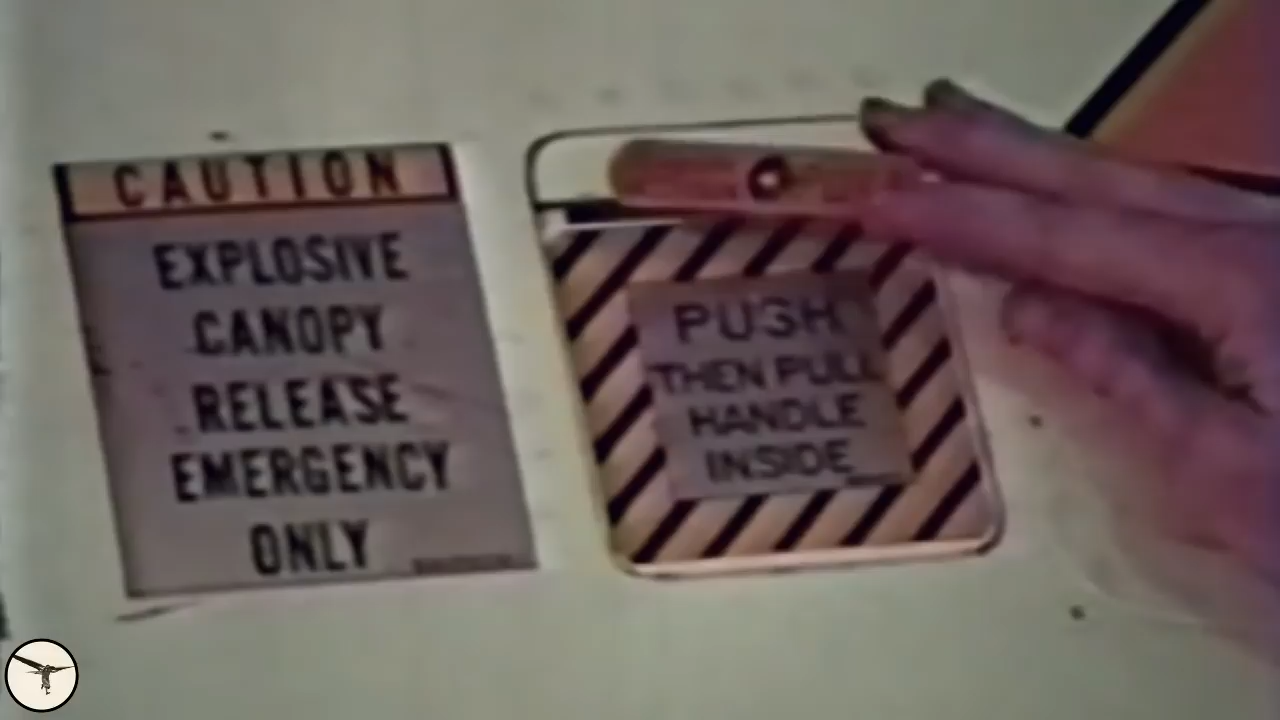 CAUTION
EXPLOSIVE
CANOPY
RELEASE
EMERGENCY
ONLY
PUSH
THEN PULL
HANDLE
INSIDE